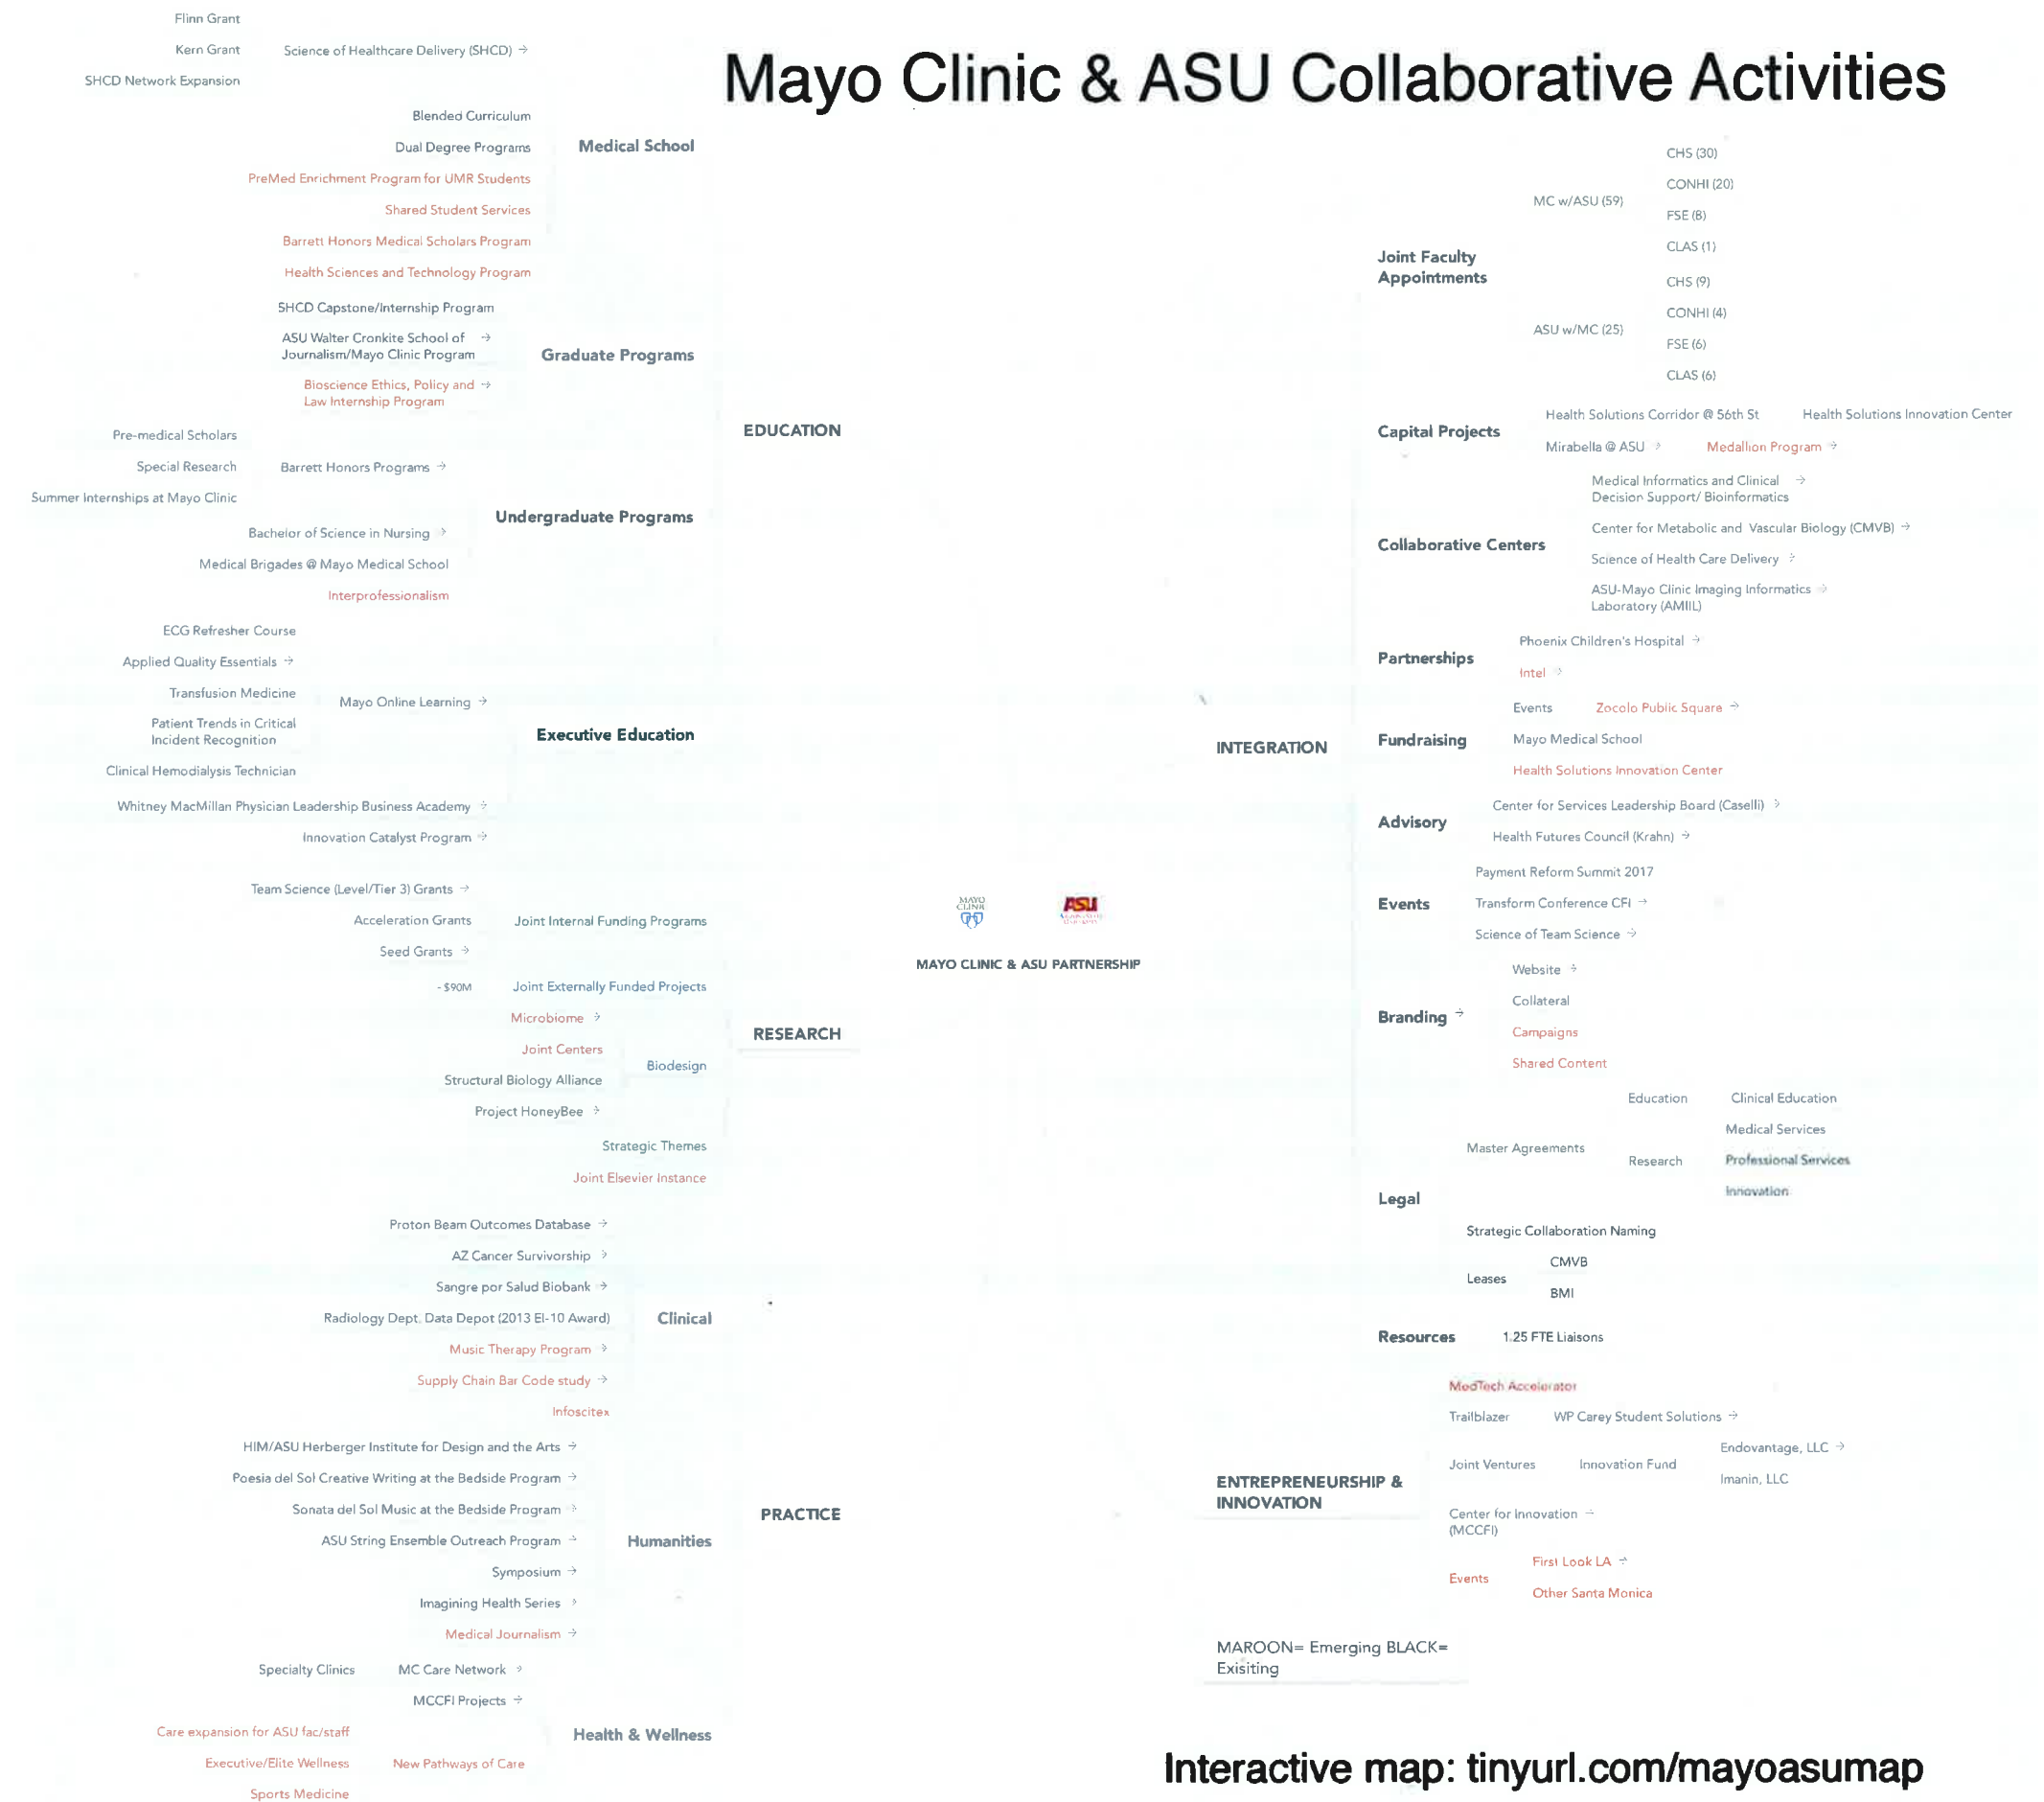 Mayo Clinic & ASU Collaborative Activities
Flinn Grant
Kern Grant
SHCD Network Expansion
Science of Healthcare Delivery (SHCD) →
Blended Curriculum
Dual Degree Programs
PreMed Enrichment Program for UMR Students
Shared Student Services
Barrett Honors Medical Scholars Program
Health Sciences and Technology Program
Medical School
SHCD Capstone/Internship Program
ASU Walter Cronkite School of →
Journalism/Mayo Clinic Program
Bioscience Ethics, Policy and →
Law Internship Program
Graduate Programs
EDUCATION
Pre-medical Scholars
Special Research
Summer Internships at Mayo Clinic
Barrett Honors Programs →
Bachelor of Science in Nursing →
Medical Brigades @ Mayo Medical School
Interprofessionalism
Undergraduate Programs
ECG Refresher Course
Applied Quality Essentials →
Transfusion Medicine
Patient Trends in Critical
Incident Recognition
Clinical Hemodialysis Technician
Mayo Online Learning →
Whitney MacMillan Physician Leadership Business Academy →
Innovation Catalyst Program →
Executive Education
Team Science (Level/Tier 3) Grants →
Acceleration Grants
Seed Grants →
Joint Internal Funding Programs
- $90M
Joint Externally Funded Projects
Microbiome →
Joint Centers
Structural Biology Alliance
Project HoneyBee →
Biodesign
Strategic Themes
Joint Elsevier Instance
RESEARCH
Proton Beam Outcomes Database →
AZ Cancer Survivorship →
Sangre por Salud Biobank →
Radiology Dept. Data Depot (2013 EI-10 Award)
Music Therapy Program →
Supply Chain Bar Code study →
Infoscitex
Clinical
HIM/ASU Herberger Institute for Design and the Arts →
Poesia del Sol Creative Writing at the Bedside Program →
Sonata del Sol Music at the Bedside Program →
ASU String Ensemble Outreach Program →
Symposium →
Imagining Health Series →
Medical Journalism →
Humanities
PRACTICE
Specialty Clinics
MC Care Network →
MCCFI Projects →
Care expansion for ASU fac/staff
Executive/Elite Wellness
Sports Medicine
New Pathways of Care
Health & Wellness
MAYO
CLINIC
ASU
MAYO CLINIC & ASU PARTNERSHIP
INTEGRATION
Joint Faculty
Appointments
MC w/ASU (59)
CHS (30)
CONHI (20)
FSE (8)
CLAS (1)
ASU w/MC (25)
CHS (9)
CONHI (4)
FSE (6)
CLAS (6)
Capital Projects
Health Solutions Corridor @ 56th St
Health Solutions Innovation Center
Mirabella @ ASU →
Medallion Program →
Collaborative Centers
Medical Informatics and Clinical →
Decision Support/ Bioinformatics
Center for Metabolic and Vascular Biology (CMVB) →
Science of Health Care Delivery →
ASU-Mayo Clinic Imaging Informatics →
Laboratory (AMIIL)
Partnerships
Phoenix Children's Hospital →
Intel →
Fundraising
Events
Zocolo Public Square →
Mayo Medical School
Health Solutions Innovation Center
Advisory
Center for Services Leadership Board (Caselli) →
Health Futures Council (Krahn) →
Events
Payment Reform Summit 2017
Transform Conference CFI →
Science of Team Science →
Branding →
Website →
Collateral
Campaigns
Shared Content
Legal
Master Agreements
Education
Clinical Education
Research
Medical Services
Professional Services
Innovation
Strategic Collaboration Naming
Leases
CMVB
BMI
Resources
1.25 FTE Liaisons
ENTREPRENEURSHIP &
INNOVATION
MedTech Accelerator
Trailblazer
WP Carey Student Solutions →
Joint Ventures
Innovation Fund
Endovantage, LLC →
Imanin, LLC
Center for Innovation →
(MCCFI)
Events
First Look LA →
Other Santa Monica
MAROON= Emerging BLACK=
Exisiting
Interactive map: tinyurl.com/mayoasumap